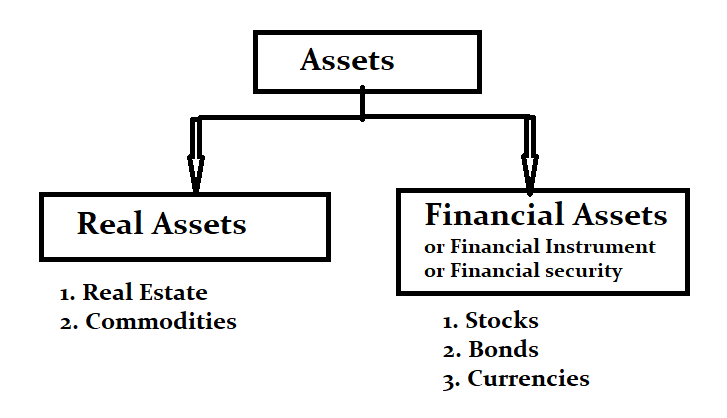 Assets
Real Assets
1. Real Estate
2. Commodities
Financial Assets
or Financial Instrument
or Financial security
1. Stocks
2. Bonds
3. Currencies